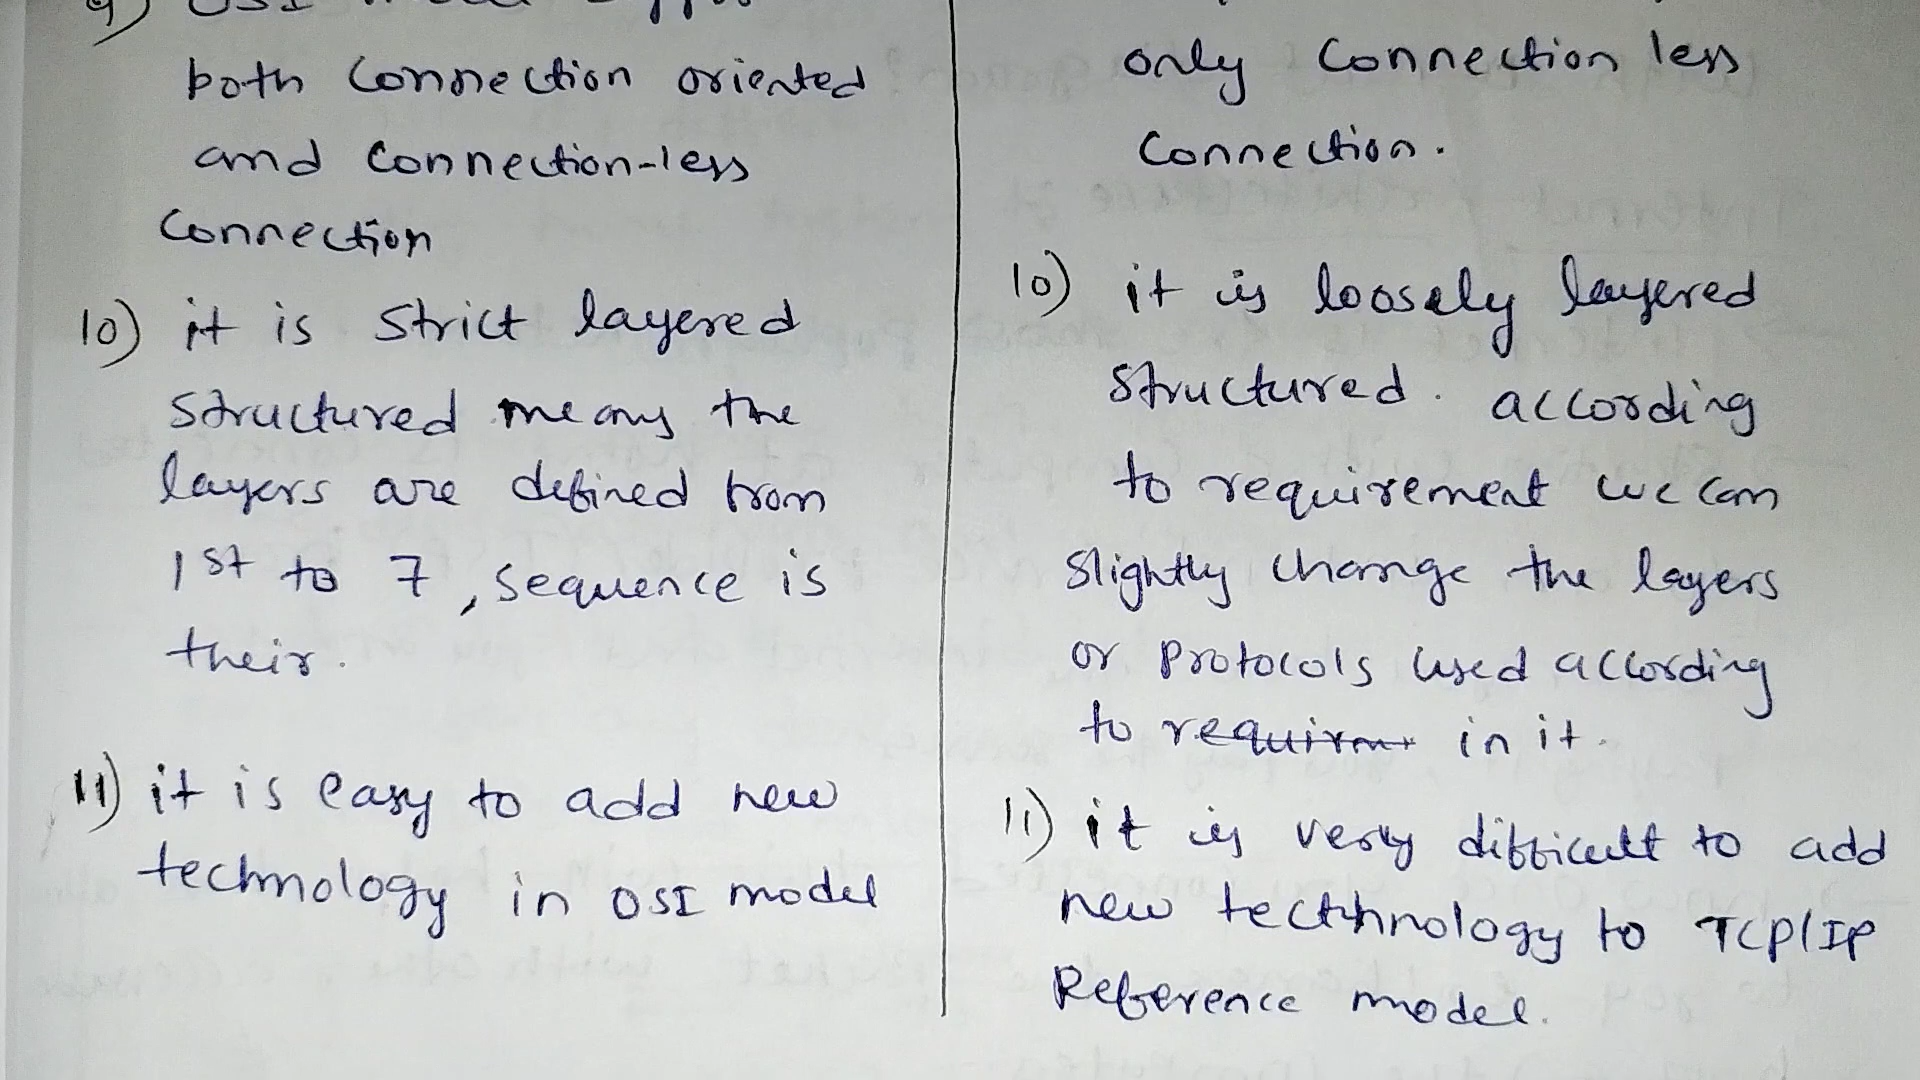 both Connection oriented
and Connection-less
Connection
10) it is strict layered
structured means the
layers are defined from
1st to 7, sequence is
their.
11) it is easy to add new
technology in OSI model
only Connection less
Connection.
10) it is loosely layered
structured. according
to requirement we can
slightly change the layers
or protocols used according
to in it.
11) it is very difficult to add
new techhnology to TCP/IP
Reference model.